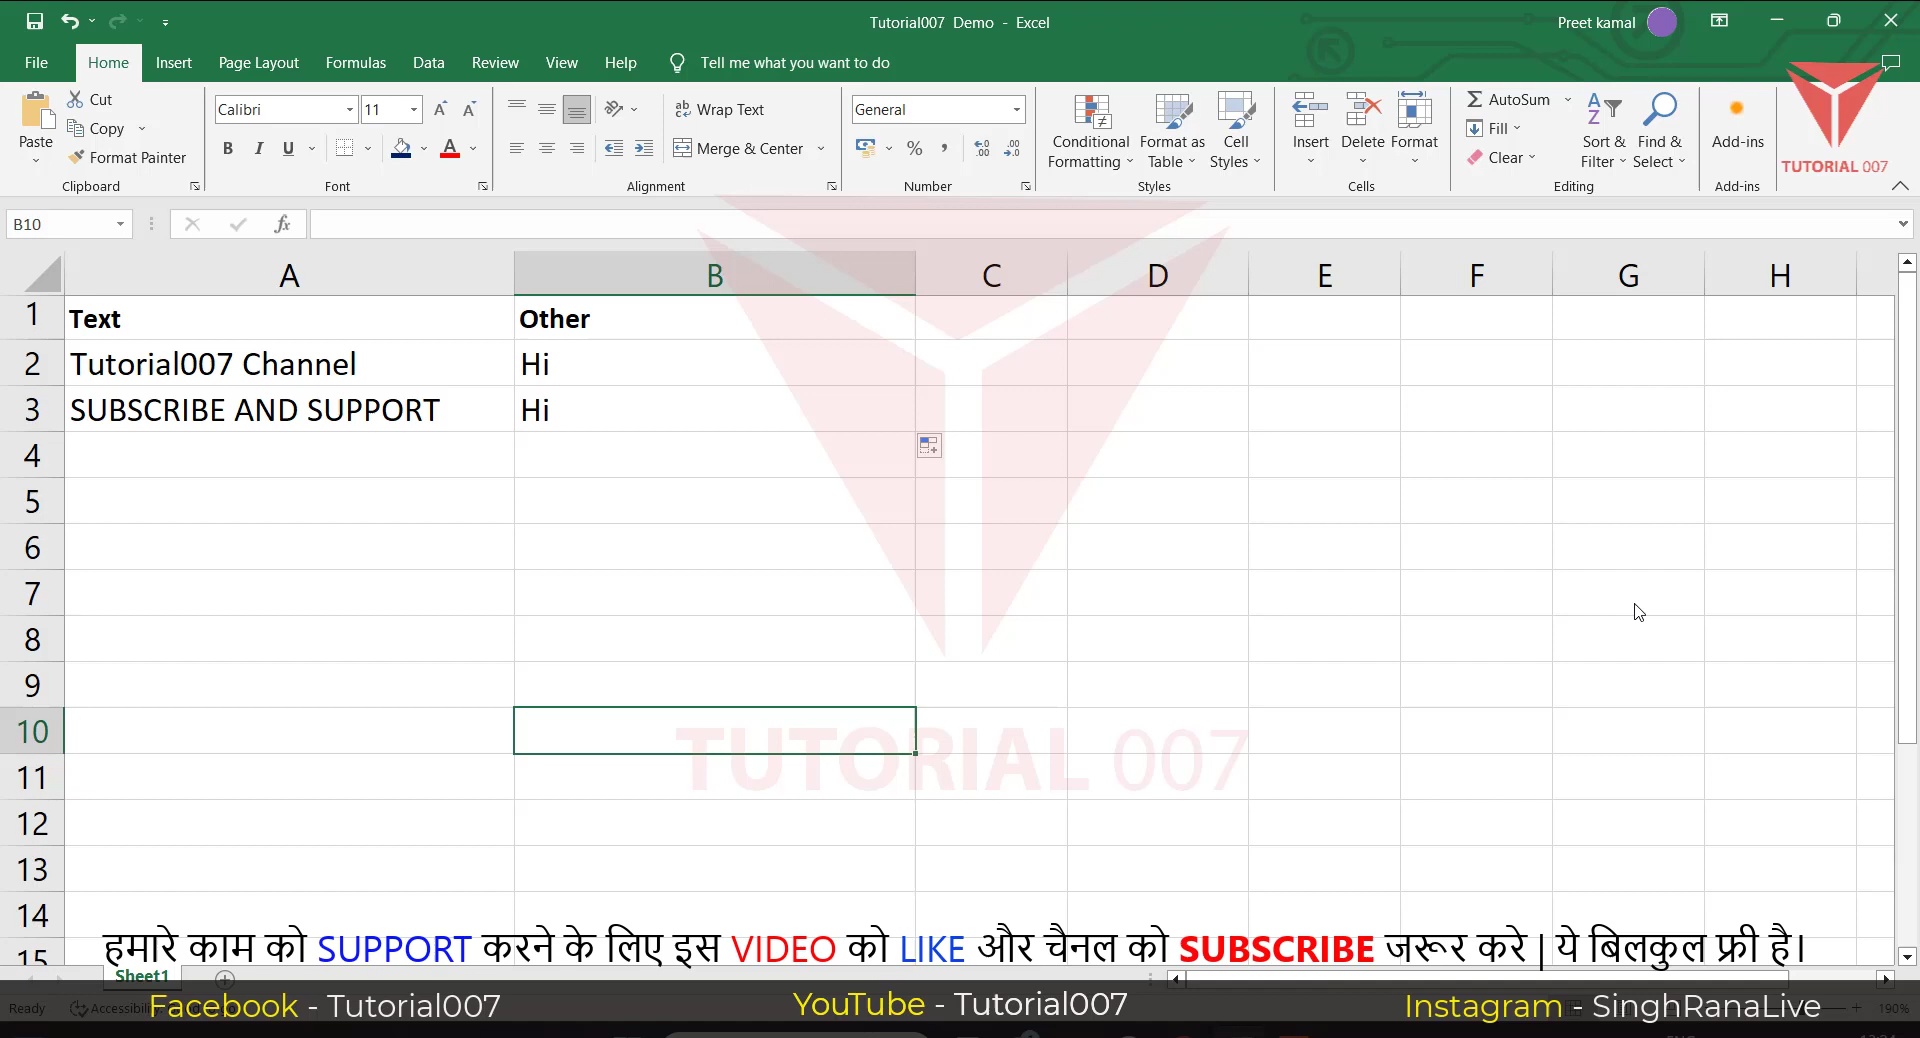 Tutorial007 Demo - Excel
Preet kamal
File Home Insert Page Layout Formulas Data Review View Help Tell me what you want to do
Paste
Cut
Copy
Format Painter
Clipboard
Calibri 11
B I U
Font
Wrap Text
Merge & Center
Alignment
General
Number
Conditional Formatting
Format as Table
Cell Styles
Styles
Insert
Delete
Format
Cells
AutoSum
Fill
Clear
Sort & Filter
Find & Select
Editing
Add-ins
Add-ins
TUTORIAL 007
B10
fx
A B C D E F G H
1 Text Other
2 Tutorial007 Channel Hi
3 SUBSCRIBE AND SUPPORT Hi
4
5
6
7
8
9
10
TUTORIAL 007
11
12
13
14
15
हमारे काम को SUPPORT करने के लिए इस VIDEO को LIKE और चैनल को SUBSCRIBE जरूर करे | ये बिलकुल फ्री है।
Sheet1
Ready
Facebook - Tutorial007
YouTube - Tutorial007
Instagram - SinghRanaLive
190%